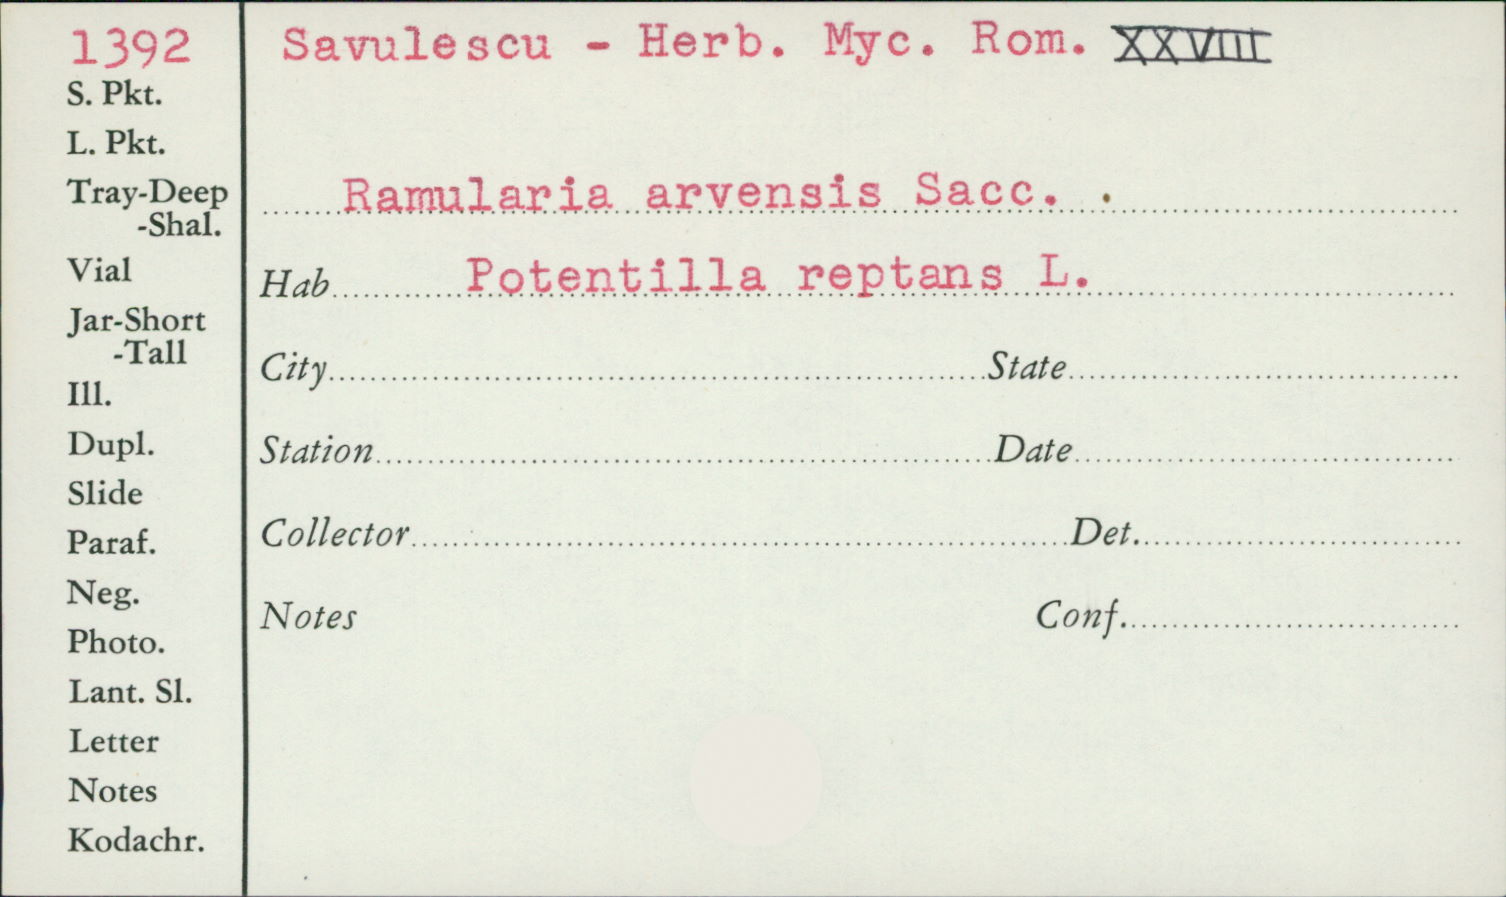 1392
S. Pkt.
L. Pkt.
Tray-Deep
-Shal.
Vial
Jar-Short
-Tall
Ill.
Dupl.
Slide
Paraf.
Neg.
Photo.
Lant. Sl.
Letter
Notes
Kodachr.
Savulescu - Herb. Myc. Rom. XXVIII
Ramularia arvensis Sacc.
Hab Potentilla reptans L.
City State
Station Date
Collector Det.
Notes Conf.